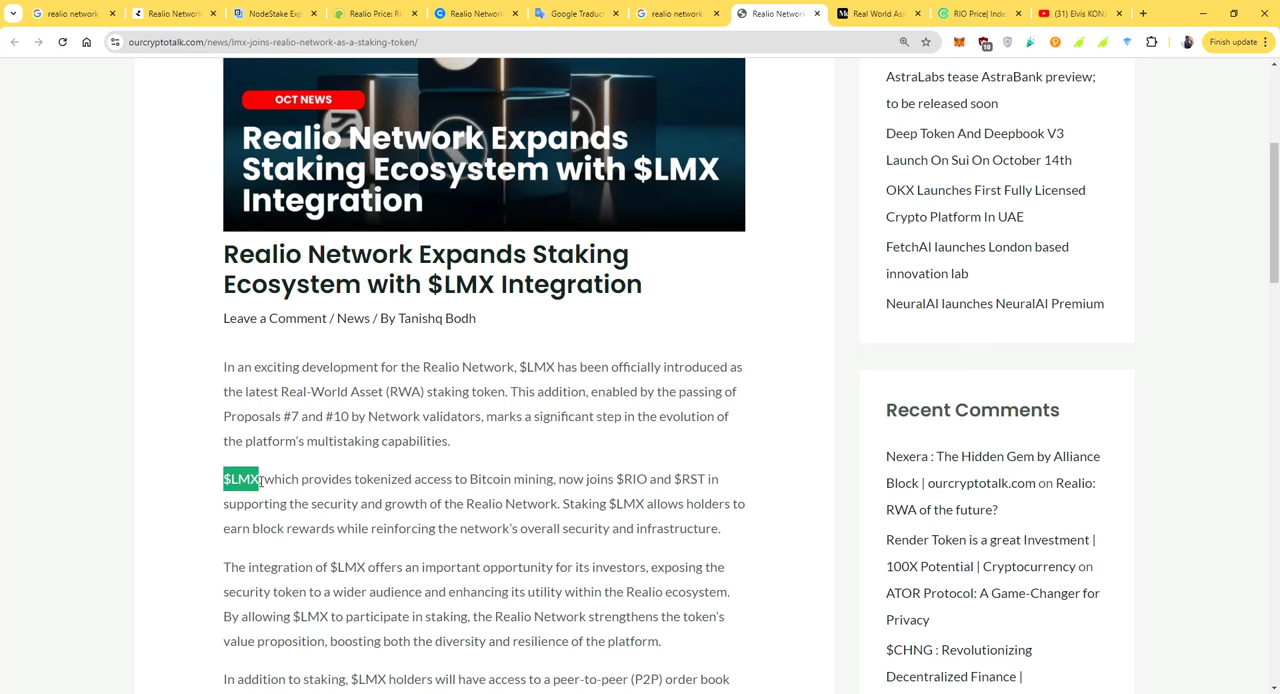 realio network
Realio Network
NodeStake Exp
Realio Price: R
Realio Network
Google Traduct
realio network
Realio Networ
Real World Ass
RIO Price| Inde
(31) Elvis KON
ourcryptotalk.com/news/lmx-joins-realio-network-as-a-staking-token/
10
Finish update
OCT NEWS
Realio Network Expands
Staking Ecosystem with $LMX
Integration
Realio Network Expands Staking
Ecosystem with $LMX Integration
Leave a Comment / News / By Tanishq Bodh
In an exciting development for the Realio Network, $LMX has been officially introduced as
the latest Real-World Asset (RWA) staking token. This addition, enabled by the passing of
Proposals #7 and #10 by Network validators, marks a significant step in the evolution of
the platform’s multistaking capabilities.
$LMX, which provides tokenized access to Bitcoin mining, now joins $RIO and $RST in
supporting the security and growth of the Realio Network. Staking $LMX allows holders to
earn block rewards while reinforcing the network’s overall security and infrastructure.
The integration of $LMX offers an important opportunity for its investors, exposing the
security token to a wider audience and enhancing its utility within the Realio ecosystem.
By allowing $LMX to participate in staking, the Realio Network strengthens the token’s
value proposition, boosting both the diversity and resilience of the platform.
In addition to staking, $LMX holders will have access to a peer-to-peer (P2P) order book
AstraLabs tease AstraBank preview;
to be released soon
Deep Token And Deepbook V3
Launch On Sui On October 14th
OKX Launches First Fully Licensed
Crypto Platform In UAE
FetchAI launches London based
innovation lab
NeuralAI launches NeuralAI Premium
Recent Comments
Nexera : The Hidden Gem by Alliance
Block | ourcryptotalk.com on Realio:
RWA of the future?
Render Token is a great Investment |
100X Potential | Cryptocurrency on
ATOR Protocol: A Game-Changer for
Privacy
$CHNG : Revolutionizing
Decentralized Finance |